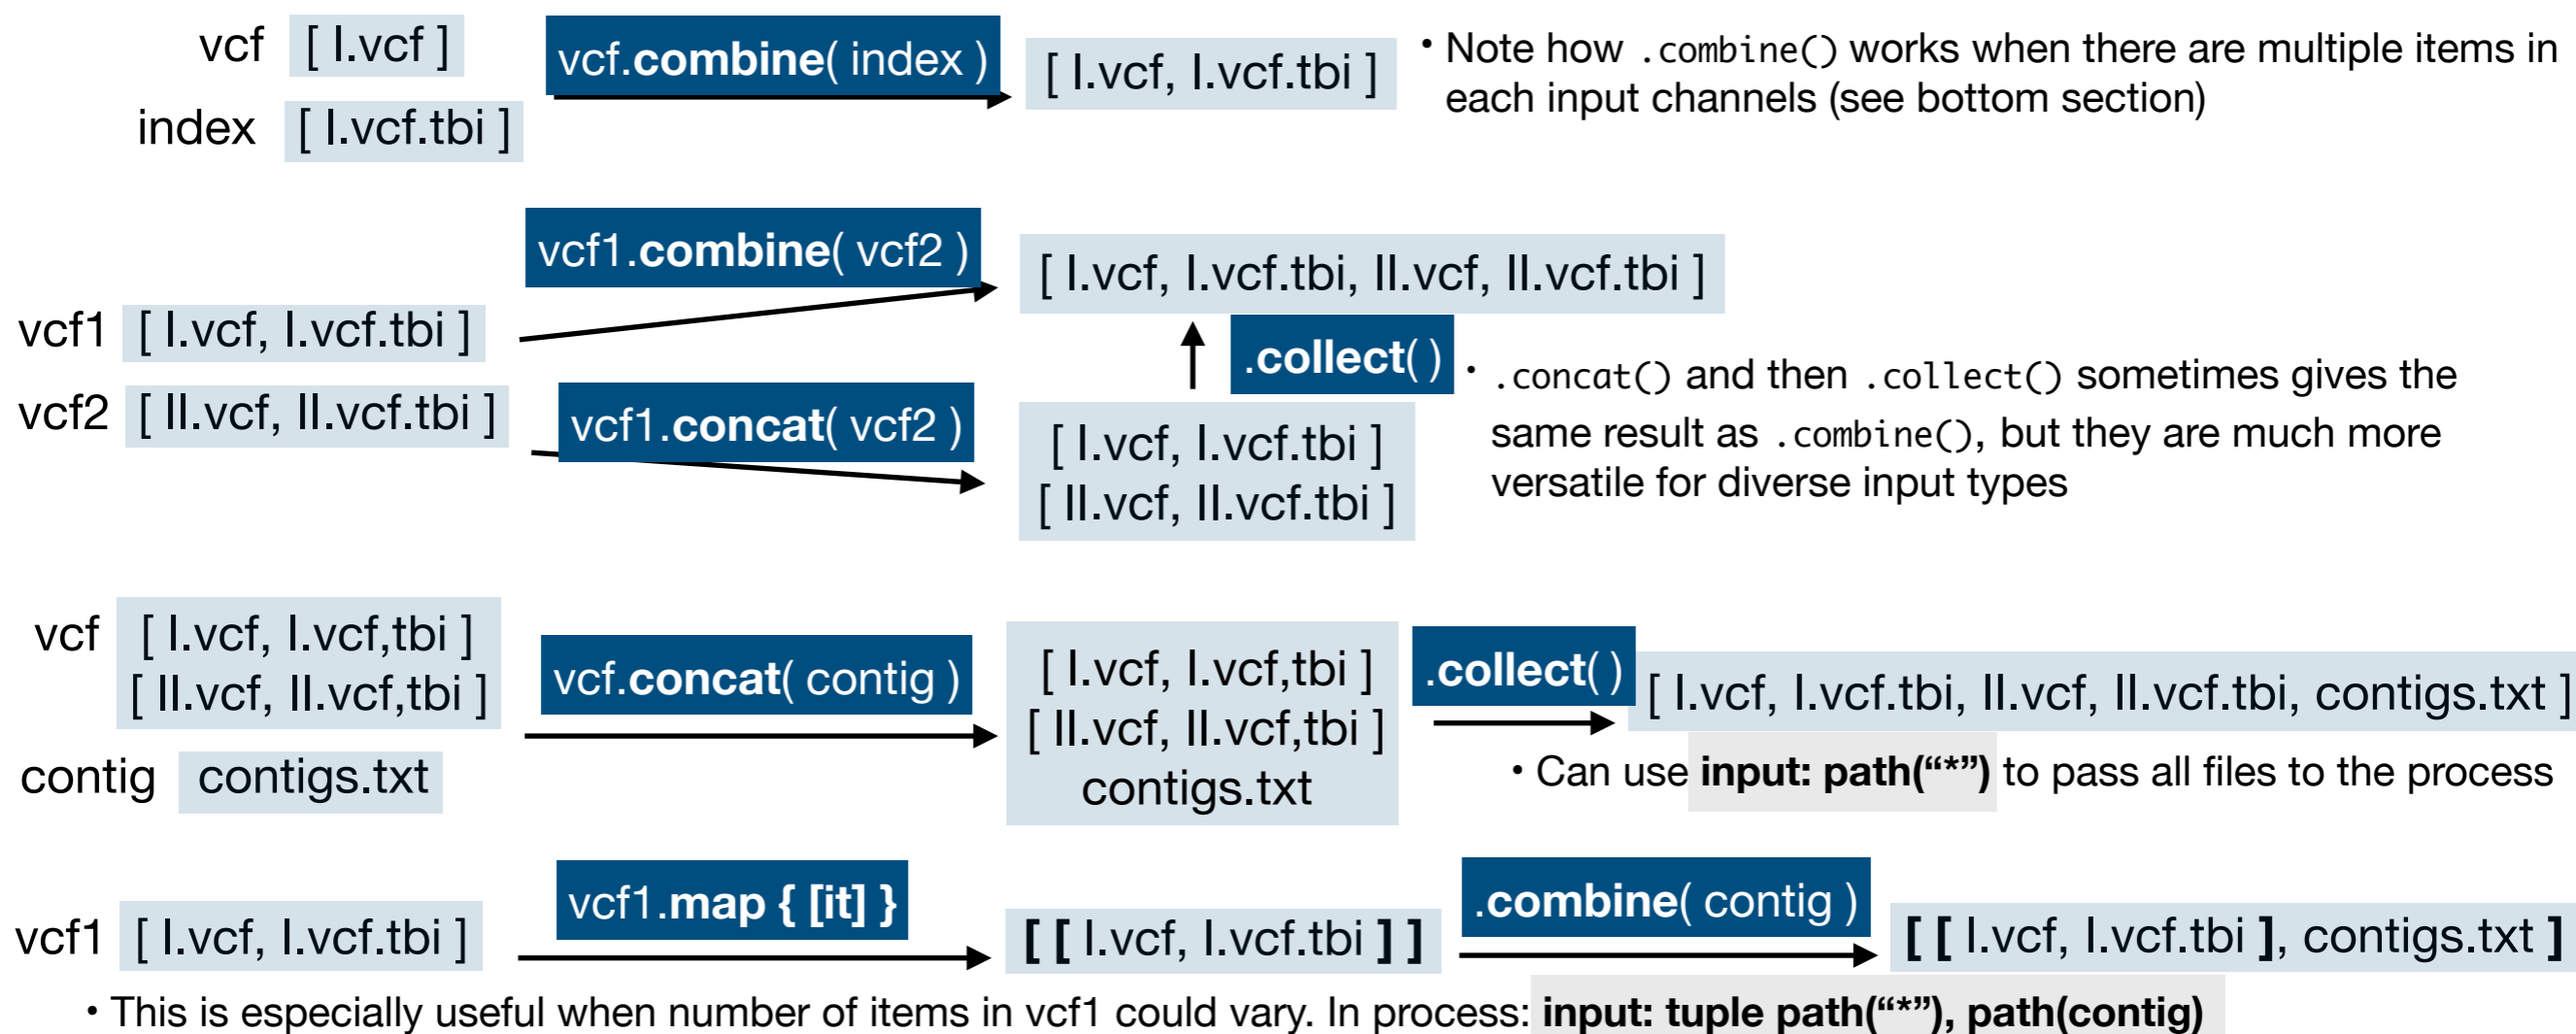 vcf [ I.vcf ]
vcf.combine( index )
[ I.vcf, I.vcf.tbi ]
• Note how .combine() works when there are multiple items in
each input channels (see bottom section)
index [ I.vcf.tbi ]
vcf1.combine( vcf2 )
[ I.vcf, I.vcf.tbi, II.vcf, II.vcf.tbi ]
vcf1 [ I.vcf, I.vcf.tbi ]
vcf2 [ II.vcf, II.vcf.tbi ]
vcf1.concat( vcf2 )
.collect( )
[ I.vcf, I.vcf.tbi ]
[ II.vcf, II.vcf.tbi ]
• .concat() and then .collect() sometimes gives the
same result as .combine(), but they are much more
versatile for diverse input types
vcf [ I.vcf, I.vcf,tbi ]
[ II.vcf, II.vcf,tbi ]
contig contigs.txt
vcf.concat( contig )
[ I.vcf, I.vcf,tbi ]
[ II.vcf, II.vcf,tbi ]
contigs.txt
.collect( )
[ I.vcf, I.vcf.tbi, II.vcf, II.vcf.tbi, contigs.txt ]
• Can use input: path(“*”) to pass all files to the process
vcf1 [ I.vcf, I.vcf.tbi ]
vcf1.map { [it] }
[ [ I.vcf, I.vcf.tbi ] ]
.combine( contig )
[ [ I.vcf, I.vcf.tbi ], contigs.txt ]
• This is especially useful when number of items in vcf1 could vary. In process: input: tuple path(“*”), path(contig)